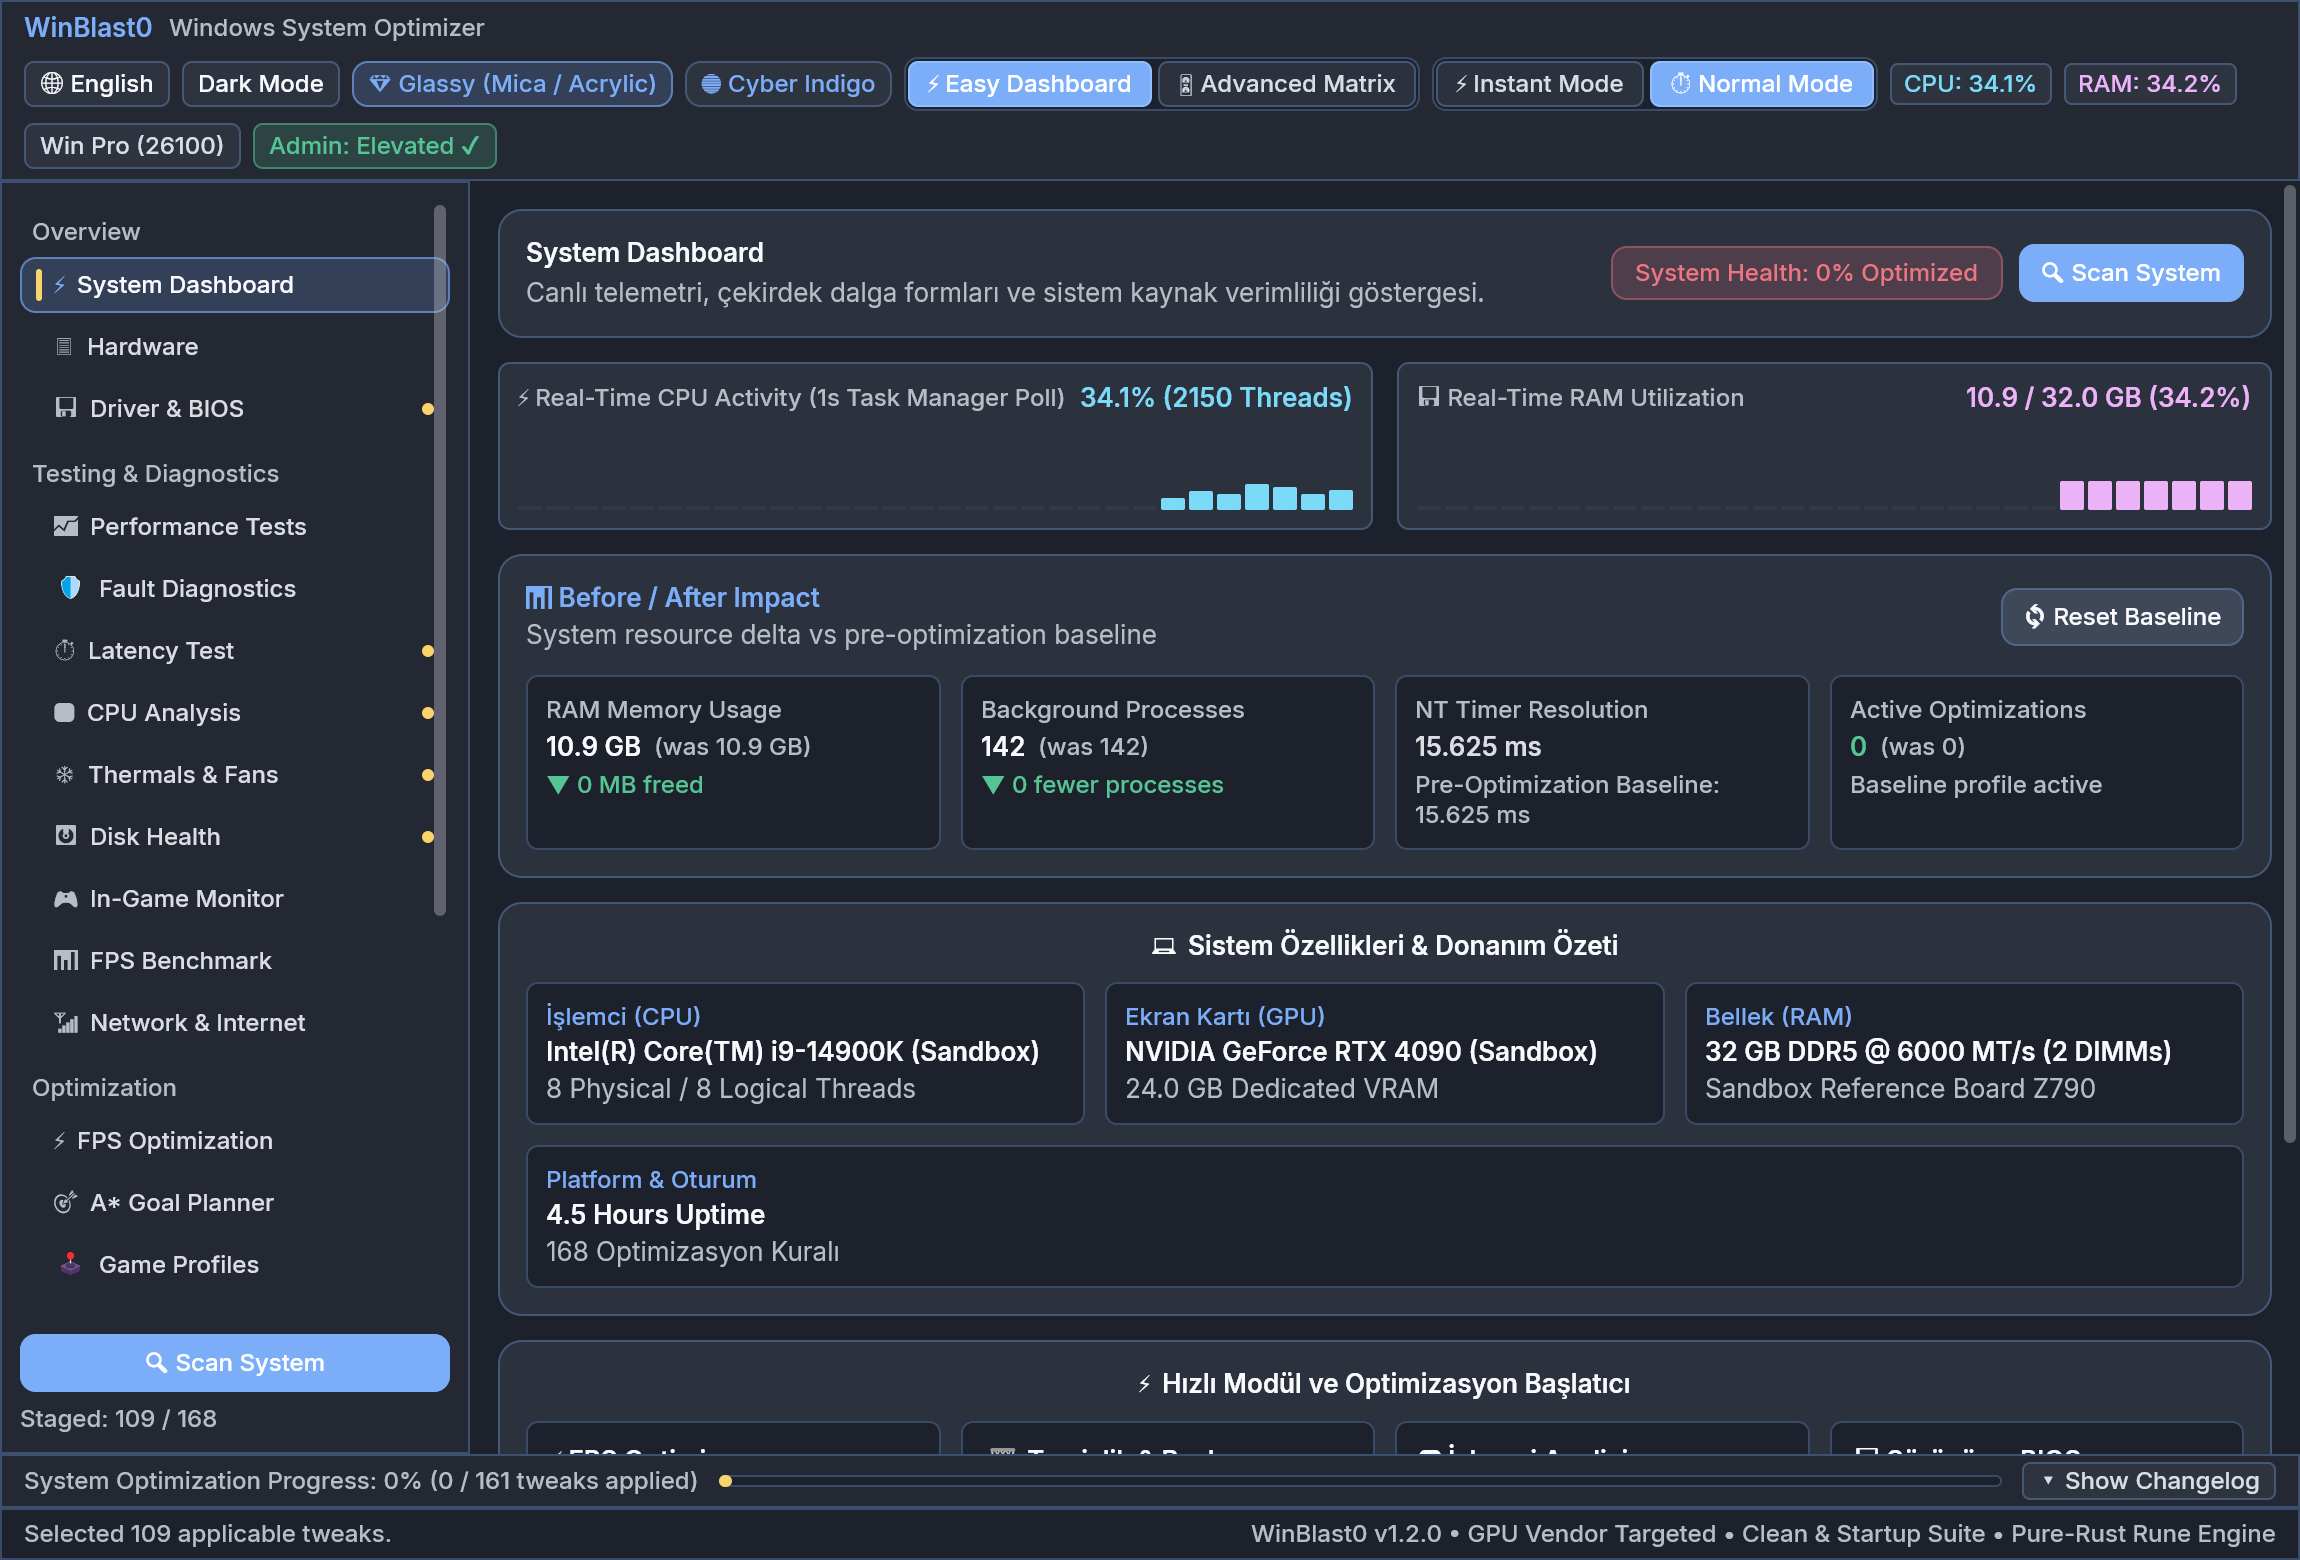 WinBlast0 Windows System Optimizer
English
Dark Mode
Glassy (Mica / Acrylic)
Cyber Indigo
Easy Dashboard
Advanced Matrix
Instant Mode
Normal Mode
CPU: 34.1%
RAM: 34.2%
Win Pro (26100)
Admin: Elevated ✓
Overview
System Dashboard
Hardware
Driver & BIOS
Testing & Diagnostics
Performance Tests
Fault Diagnostics
Latency Test
CPU Analysis
Thermals & Fans
Disk Health
In-Game Monitor
FPS Benchmark
Network & Internet
Optimization
FPS Optimization
A* Goal Planner
Game Profiles
Scan System
Staged: 109 / 168
System Dashboard
Canlı telemetri, çekirdek dalga formları ve sistem kaynak verimliliği göstergesi.
System Health: 0% Optimized
Scan System
Real-Time CPU Activity (1s Task Manager Poll) 34.1% (2150 Threads)
Real-Time RAM Utilization 10.9 / 32.0 GB (34.2%)
Before / After Impact
System resource delta vs pre-optimization baseline
Reset Baseline
RAM Memory Usage
10.9 GB (was 10.9 GB)
▼ 0 MB freed
Background Processes
142 (was 142)
▼ 0 fewer processes
NT Timer Resolution
15.625 ms
Pre-Optimization Baseline:
15.625 ms
Active Optimizations
0 (was 0)
Baseline profile active
Sistem Özellikleri & Donanım Özeti
İşlemci (CPU)
Intel(R) Core(TM) i9-14900K (Sandbox)
8 Physical / 8 Logical Threads
Ekran Kartı (GPU)
NVIDIA GeForce RTX 4090 (Sandbox)
24.0 GB Dedicated VRAM
Bellek (RAM)
32 GB DDR5 @ 6000 MT/s (2 DIMMs)
Sandbox Reference Board Z790
Platform & Oturum
4.5 Hours Uptime
168 Optimizasyon Kuralı
Hızlı Modül ve Optimizasyon Başlatıcı
System Optimization Progress: 0% (0 / 161 tweaks applied)
▼ Show Changelog
Selected 109 applicable tweaks.
WinBlast0 v1.2.0 • GPU Vendor Targeted • Clean & Startup Suite • Pure-Rust Rune Engine